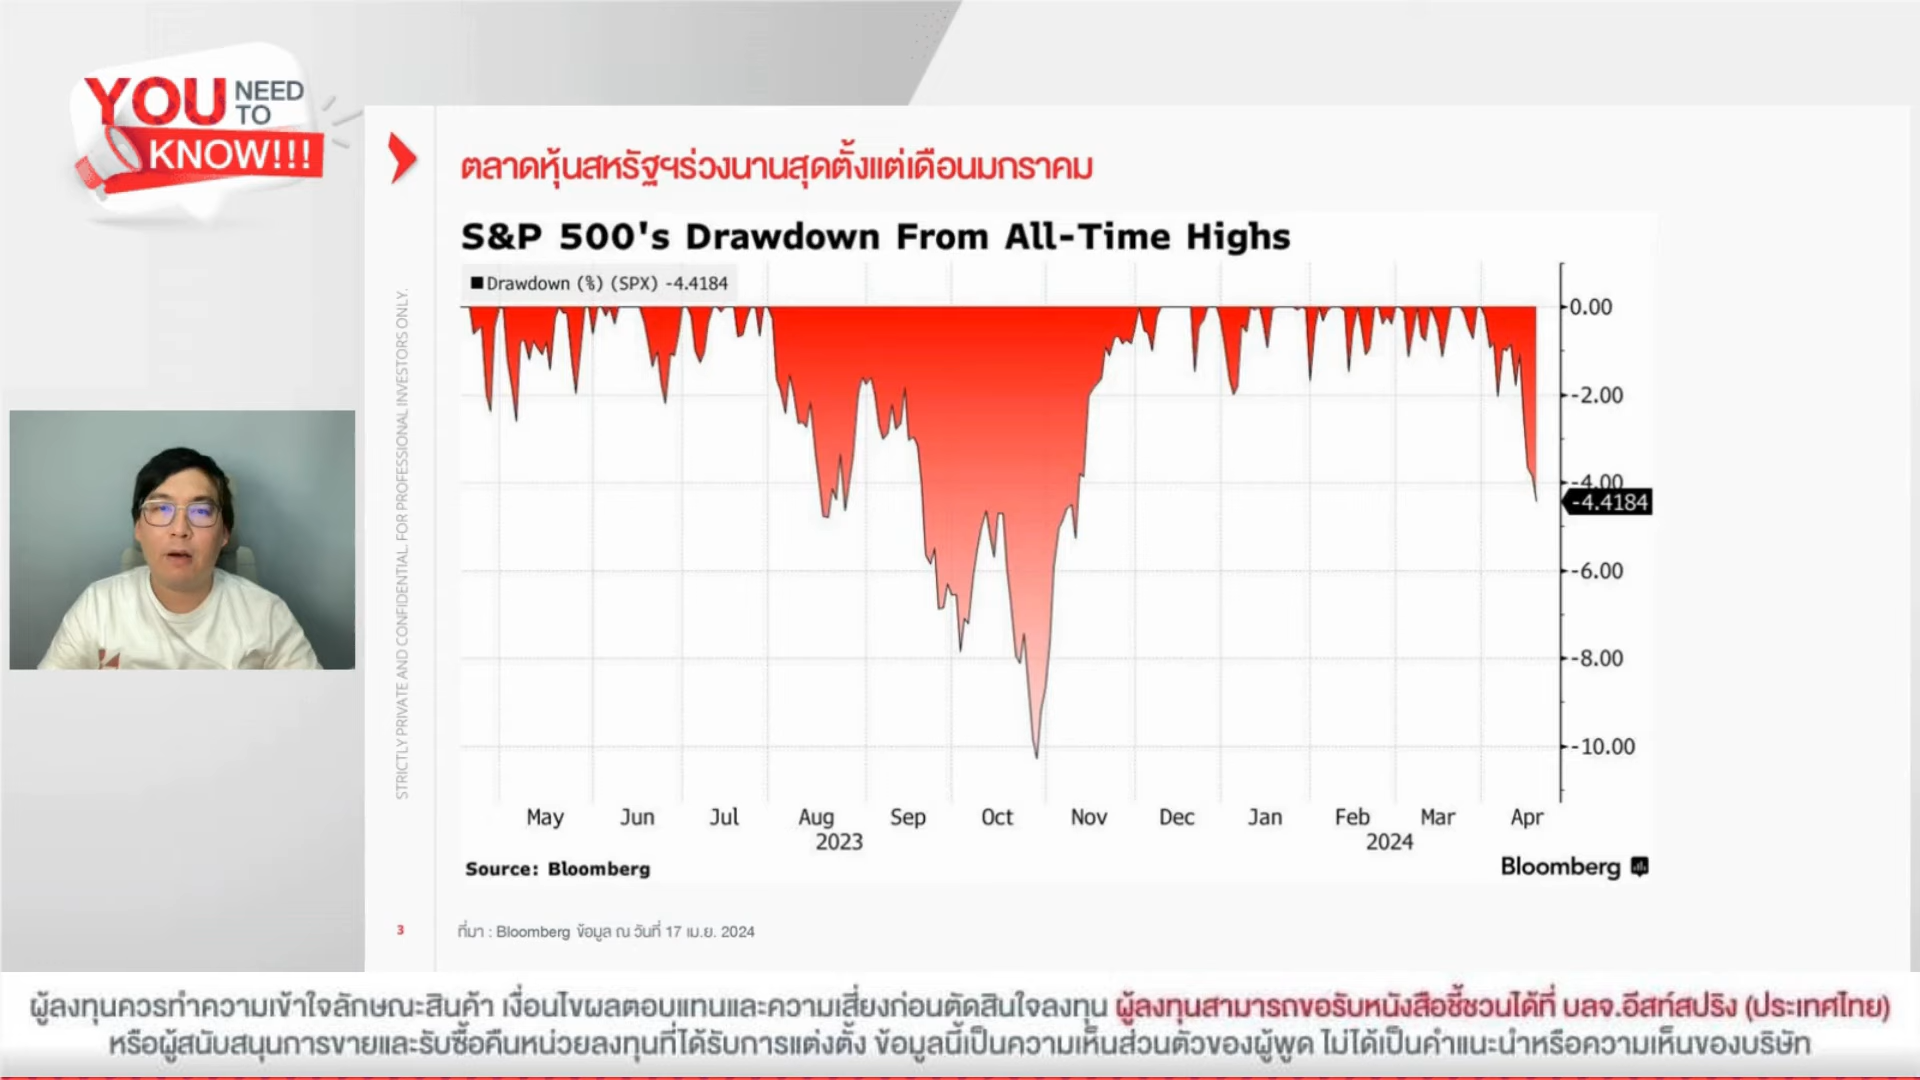 YOU NEED TO
KNOW!!!
ตลาดหุ้นสหรัฐฯร่วงนานสุดตั้งแต่เดือนมกราคม
S&P 500's Drawdown From All-Time Highs
Drawdown (%) (SPX) -4.4184
0.00
-2.00
-4.00
-4.4184
-6.00
-8.00
-10.00
May Jun Jul Aug Sep Oct Nov Dec Jan Feb Mar Apr
2023 2024
Source: Bloomberg
Bloomberg
STRICTLY PRIVATE AND CONFIDENTIAL. FOR PROFESSIONAL INVESTORS ONLY.
3
ที่มา : Bloomberg ข้อมูล ณ วันที่ 17 เม.ย. 2024
ผู้ลงทุนควรทำความเข้าใจลักษณะสินค้า เงื่อนไขผลตอบแทนและความเสี่ยงก่อนตัดสินใจลงทุน ผู้ลงทุนสามารถขอรับหนังสือชี้ชวนได้ที่ บลจ.อีสท์สปริง (ประเทศไทย)
หรือผู้สนับสนุนการขายและรับซื้อคืนหน่วยลงทุนที่ได้รับการแต่งตั้ง ข้อมูลนี้เป็นความเห็นส่วนตัวของผู้พูด ไม่ได้เป็นคำแนะนำหรือความเห็นของบริษัท